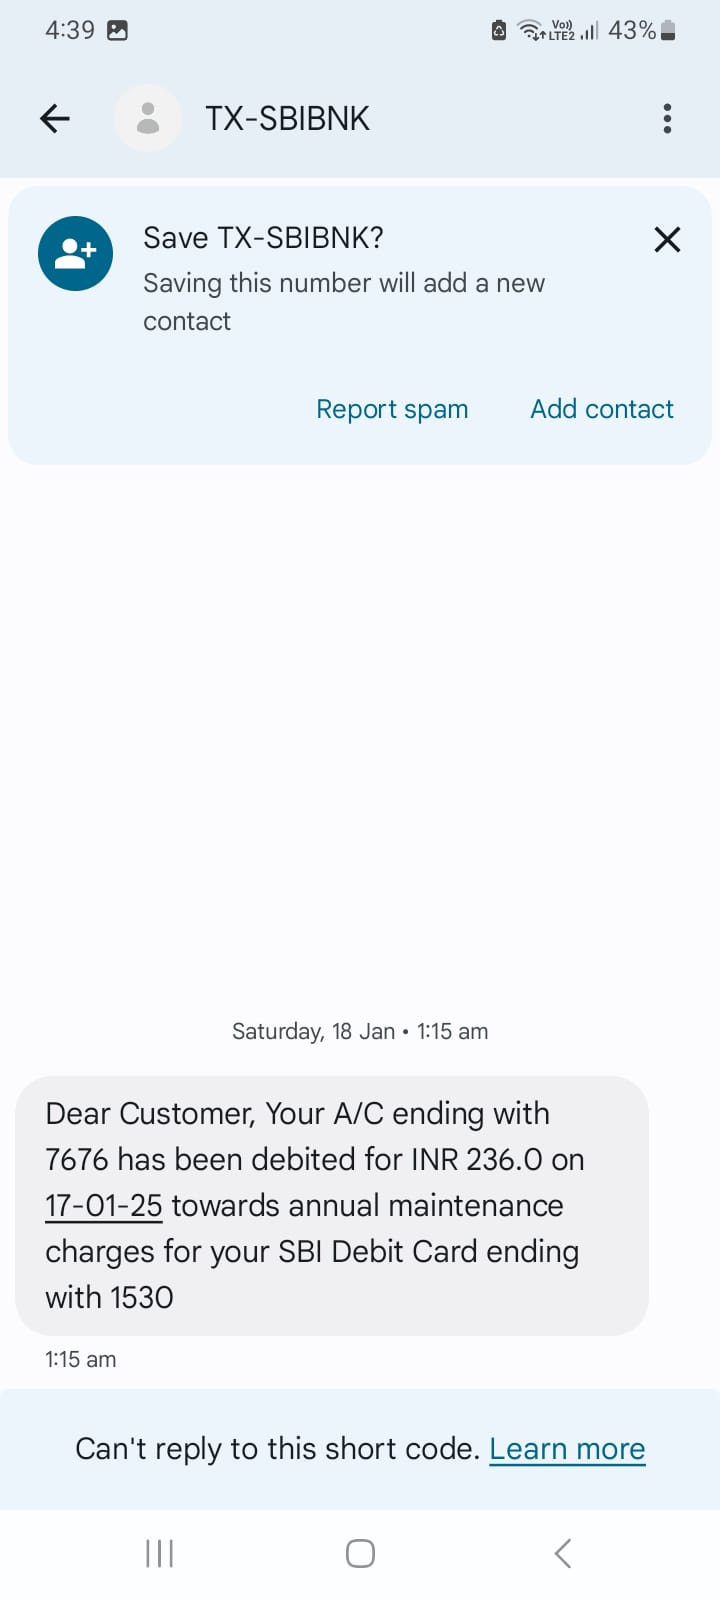 4:39
Vo)) LTE2 43%
TX-SBIBNK
Save TX-SBIBNK?
Saving this number will add a new
contact
Report spam Add contact
Saturday, 18 Jan • 1:15 am
Dear Customer, Your A/C ending with
7676 has been debited for INR 236.0 on
17-01-25 towards annual maintenance
charges for your SBI Debit Card ending
with 1530
1:15 am
Can't reply to this short code. Learn more